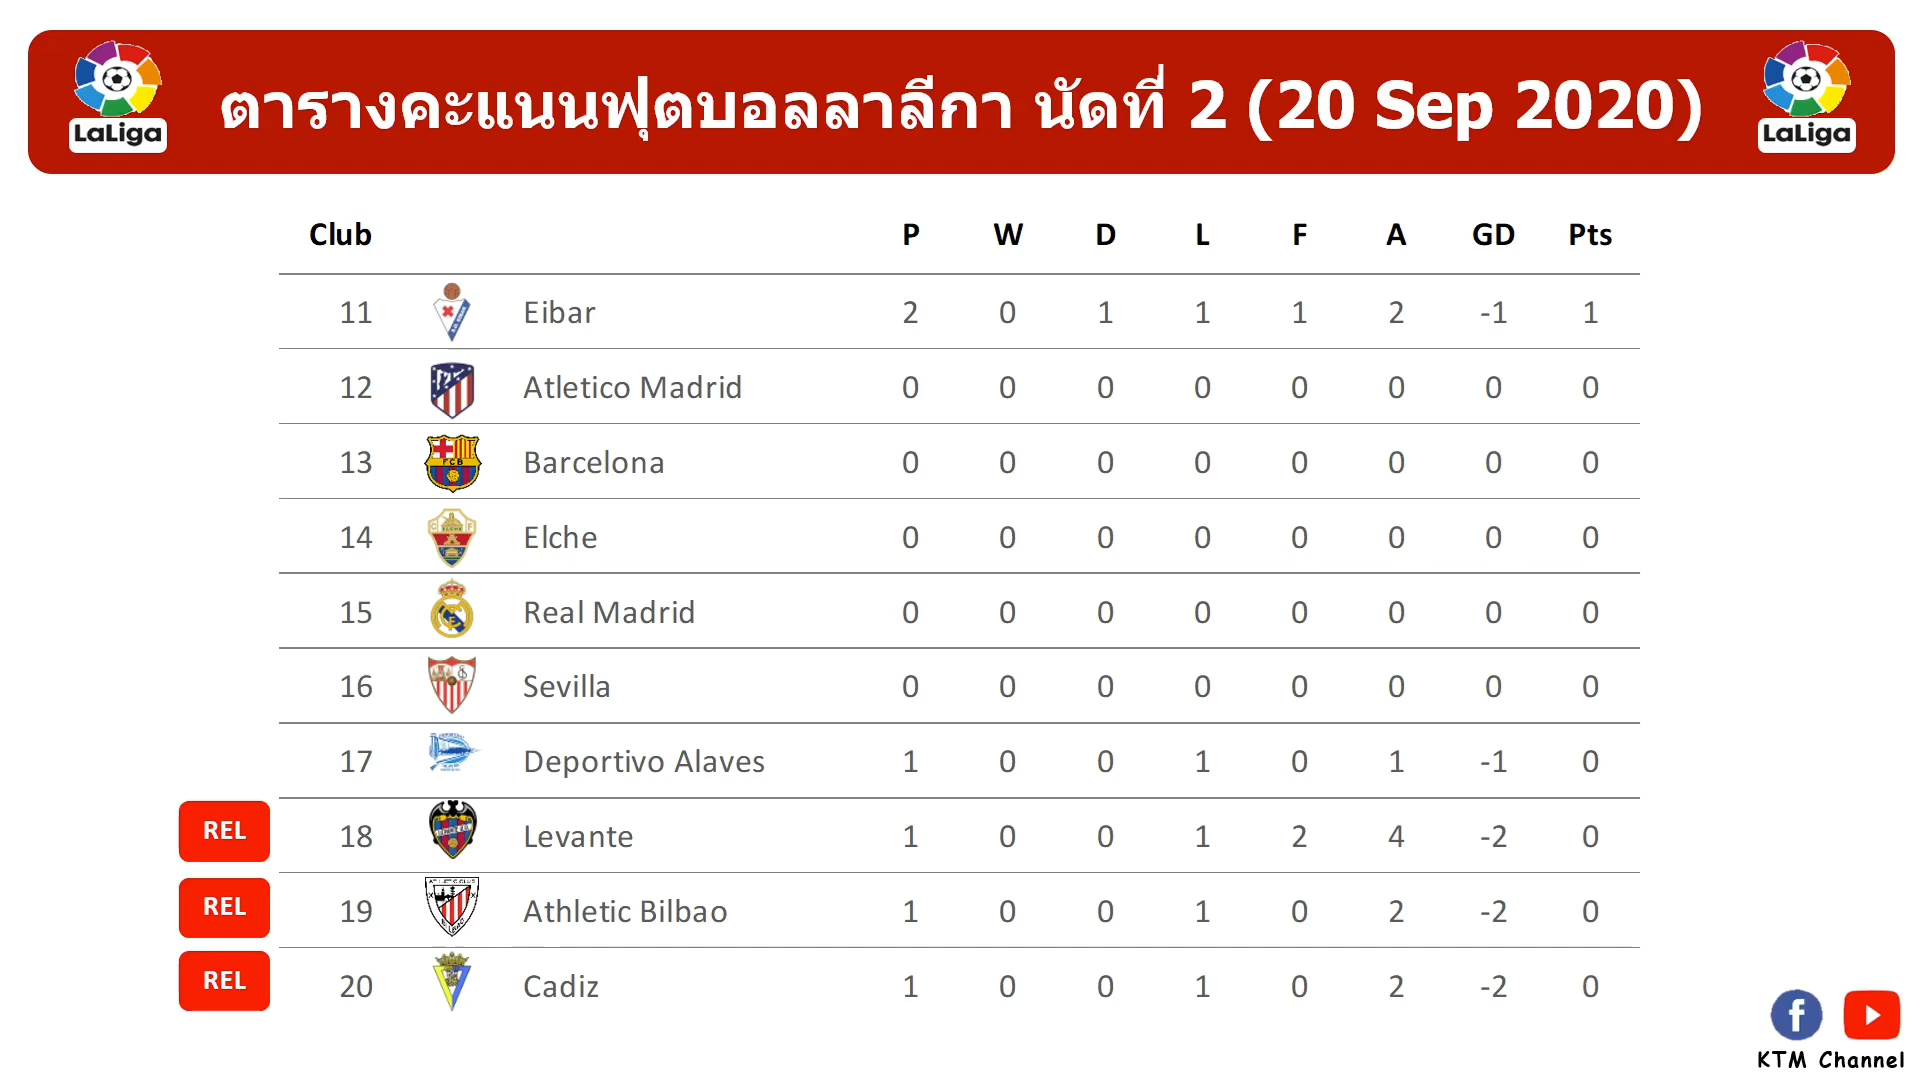 LaLiga
ตารางคะแนนฟุตบอลลาลีกา นัดที่ 2 (20 Sep 2020)
LaLiga
Club P W D L F A GD Pts
11 Eibar 2 0 1 1 1 2 -1 1
12 Atletico Madrid 0 0 0 0 0 0 0 0
13 Barcelona 0 0 0 0 0 0 0 0
14 Elche 0 0 0 0 0 0 0 0
15 Real Madrid 0 0 0 0 0 0 0 0
16 Sevilla 0 0 0 0 0 0 0 0
17 Deportivo Alaves 1 0 0 1 0 1 -1 0
REL 18 Levante 1 0 0 1 2 4 -2 0
REL 19 Athletic Bilbao 1 0 0 1 0 2 -2 0
REL 20 Cadiz 1 0 0 1 0 2 -2 0
KTM Channel